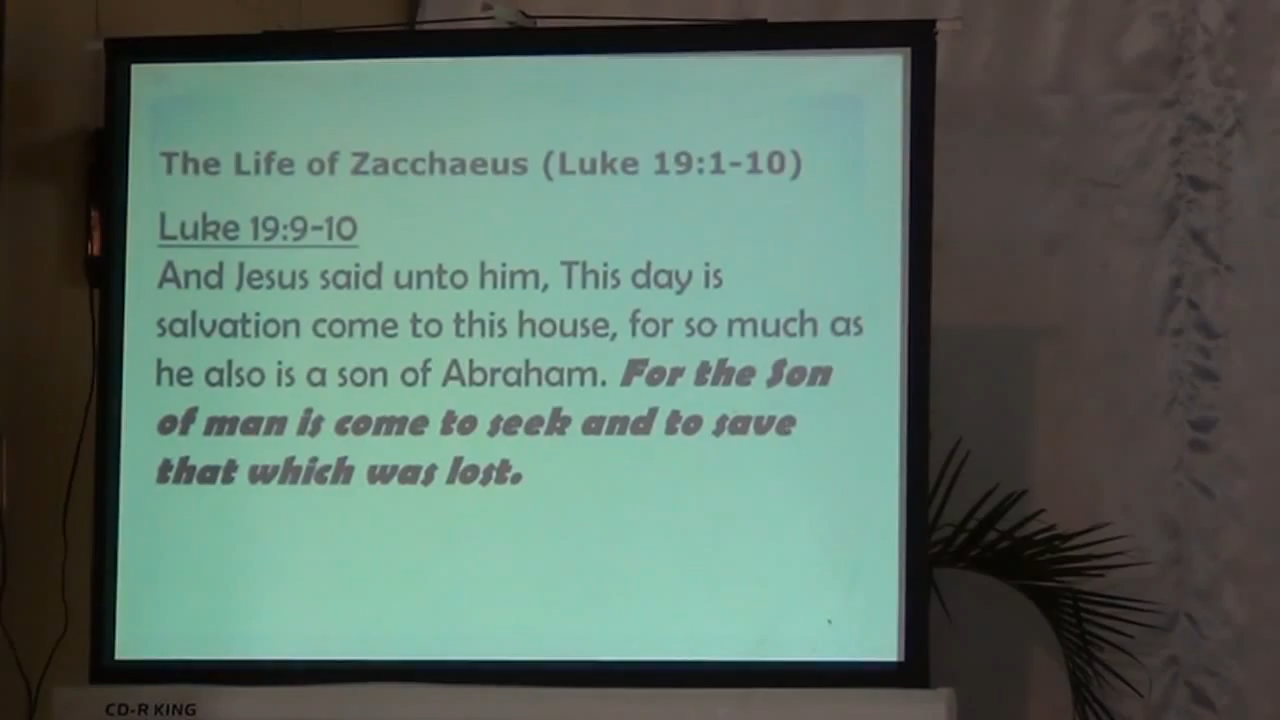 The Life of Zacchaeus (Luke 19:1-10)
Luke 19:9-10
And Jesus said unto him, This day is
salvation come to this house, for so much as
he also is a son of Abraham. For the Son
of man is come to seek and to save
that which was lost.
CD-R KING